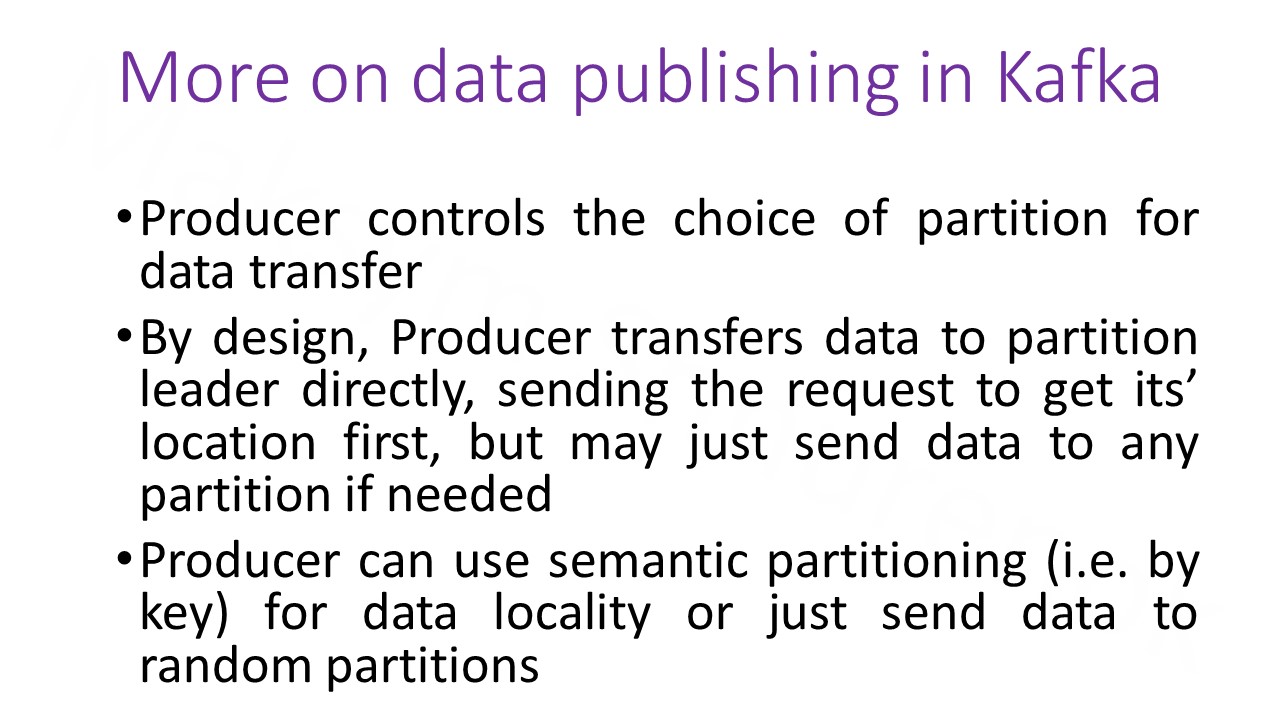 More on data publishing in Kafka
•Producer controls the choice of partition for
data transfer
•By design, Producer transfers data to partition
leader directly, sending the request to get its’
location first, but may just send data to any
partition if needed
•Producer can use semantic partitioning (i.e. by
key) for data locality or just send data to
random partitions